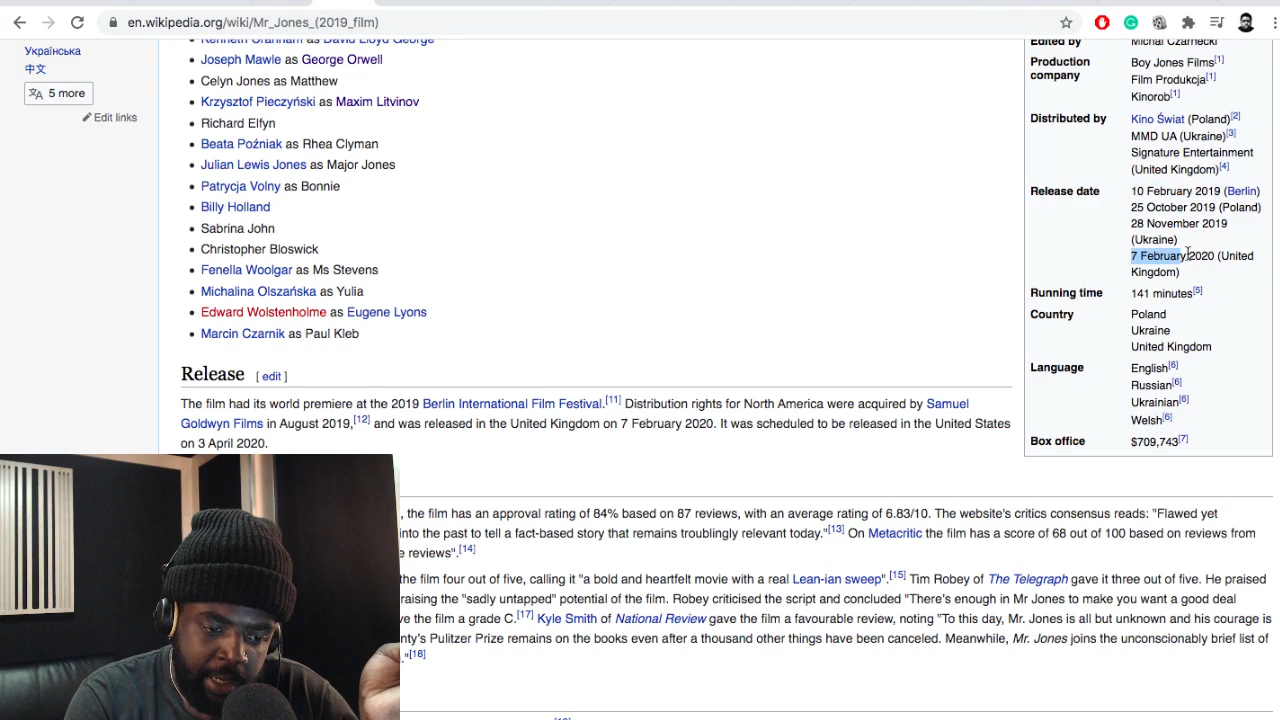 en.wikipedia.org/wiki/Mr_Jones_(2019_film)
Українська
中文
5 more
Edit links
Kenneth Cranham as David Lloyd George
Joseph Mawle as George Orwell
Celyn Jones as Matthew
Krzysztof Pieczyński as Maxim Litvinov
Richard Elfyn
Beata Poźniak as Rhea Clyman
Julian Lewis Jones as Major Jones
Patrycja Volny as Bonnie
Billy Holland
Sabrina John
Christopher Bloswick
Fenella Woolgar as Ms Stevens
Michalina Olszańska as Yulia
Edward Wolstenholme as Eugene Lyons
Marcin Czarnik as Paul Kleb
Release [ edit ]
The film had its world premiere at the 2019 Berlin International Film Festival.[11] Distribution rights for North America were acquired by Samuel
Goldwyn Films in August 2019,[12] and was released in the United Kingdom on 7 February 2020. It was scheduled to be released in the United States
on 3 April 2020.
, the film has an approval rating of 84% based on 87 reviews, with an average rating of 6.83/10. The website's critics consensus reads: "Flawed yet
into the past to tell a fact-based story that remains troublingly relevant today."[13] On Metacritic the film has a score of 68 out of 100 based on reviews from
e reviews".[14]
the film four out of five, calling it "a bold and heartfelt movie with a real Lean-ian sweep".[15] Tim Robey of The Telegraph gave it three out of five. He praised
raising the "sadly untapped" potential of the film. Robey criticised the script and concluded "There's enough in Mr Jones to make you want a good deal
ve the film a grade C.[17] Kyle Smith of National Review gave the film a favourable review, noting "To this day, Mr. Jones is all but unknown and his courage is
nty's Pulitzer Prize remains on the books even after a thousand other things have been canceled. Meanwhile, Mr. Jones joins the unconscionably brief list of
."[18]
Edited by Michał Czarnecki
Production Boy Jones Films[1]
company Film Produkcja[1]
Kinorob[1]
Distributed by Kino Świat (Poland)[2]
MMD UA (Ukraine)[3]
Signature Entertainment
(United Kingdom)[4]
Release date 10 February 2019 (Berlin)
25 October 2019 (Poland)
28 November 2019
(Ukraine)
7 February 2020 (United
Kingdom)
Running time 141 minutes[5]
Country Poland
Ukraine
United Kingdom
Language English[6]
Russian[6]
Ukrainian[6]
Welsh[6]
Box office $709,743[7]